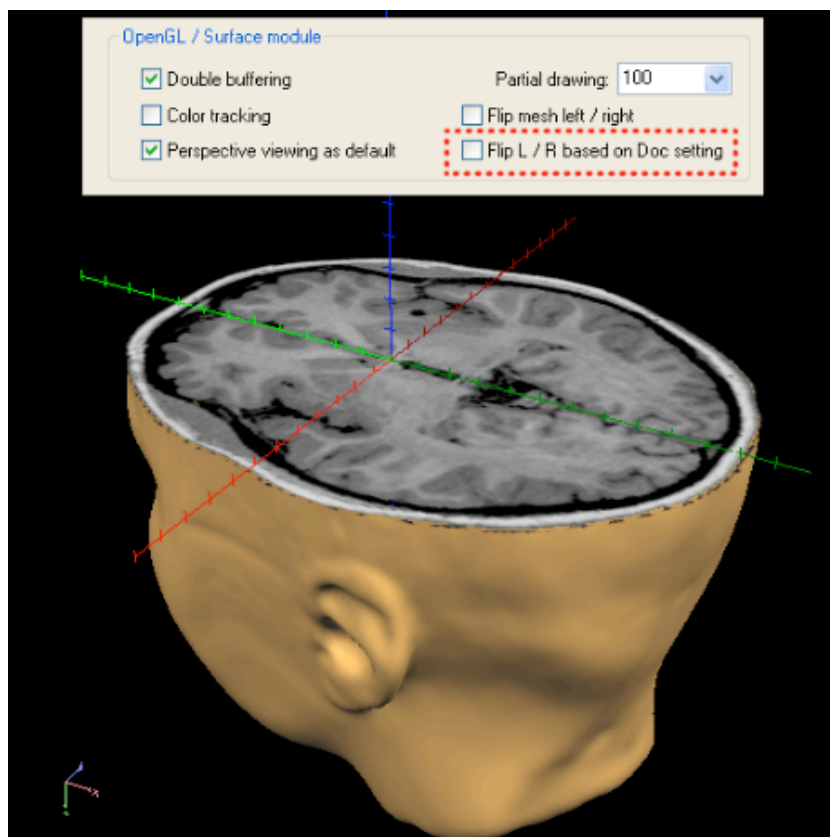 OpenGL / Surface module
Double buffering
Partial drawing: 100
Color tracking
Flip mesh left / right
Perspective viewing as default
Flip L / R based on Doc setting
x